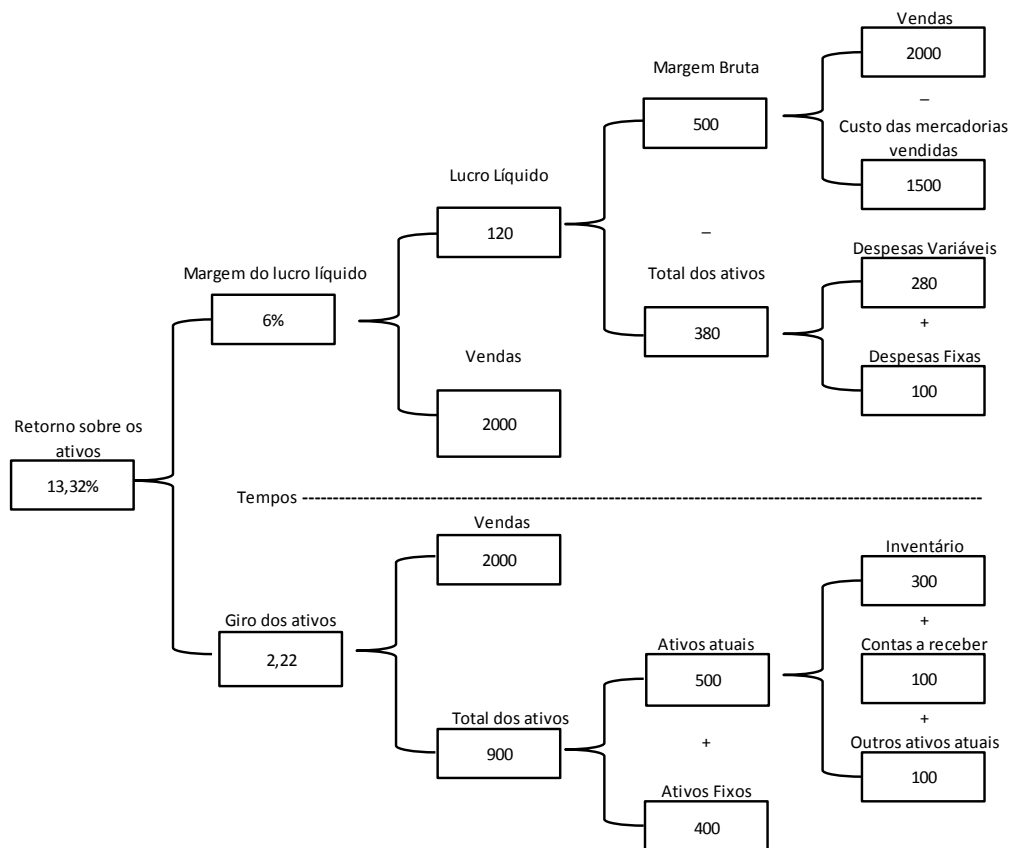 Vendas
2000
–
Custo das mercadorias
vendidas
1500
Margem Bruta
500
–
Lucro Líquido
120
Total dos ativos
380
Despesas Variáveis
280
+
Despesas Fixas
100
Margem do lucro líquido
6%
Vendas
2000
Retorno sobre os
ativos
13,32%
Tempos
Vendas
2000
Giro dos ativos
2,22
Total dos ativos
900
Ativos atuais
500
+
Ativos Fixos
400
Inventário
300
+
Contas a receber
100
+
Outros ativos atuais
100